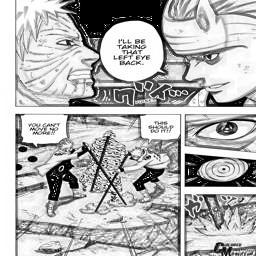 I'LL BE
TAKING
THAT
LEFT EYE
BACK.
YOU CAN'T
MOVE NO
MORE!!
THIS
SHOULD
DO IT!!